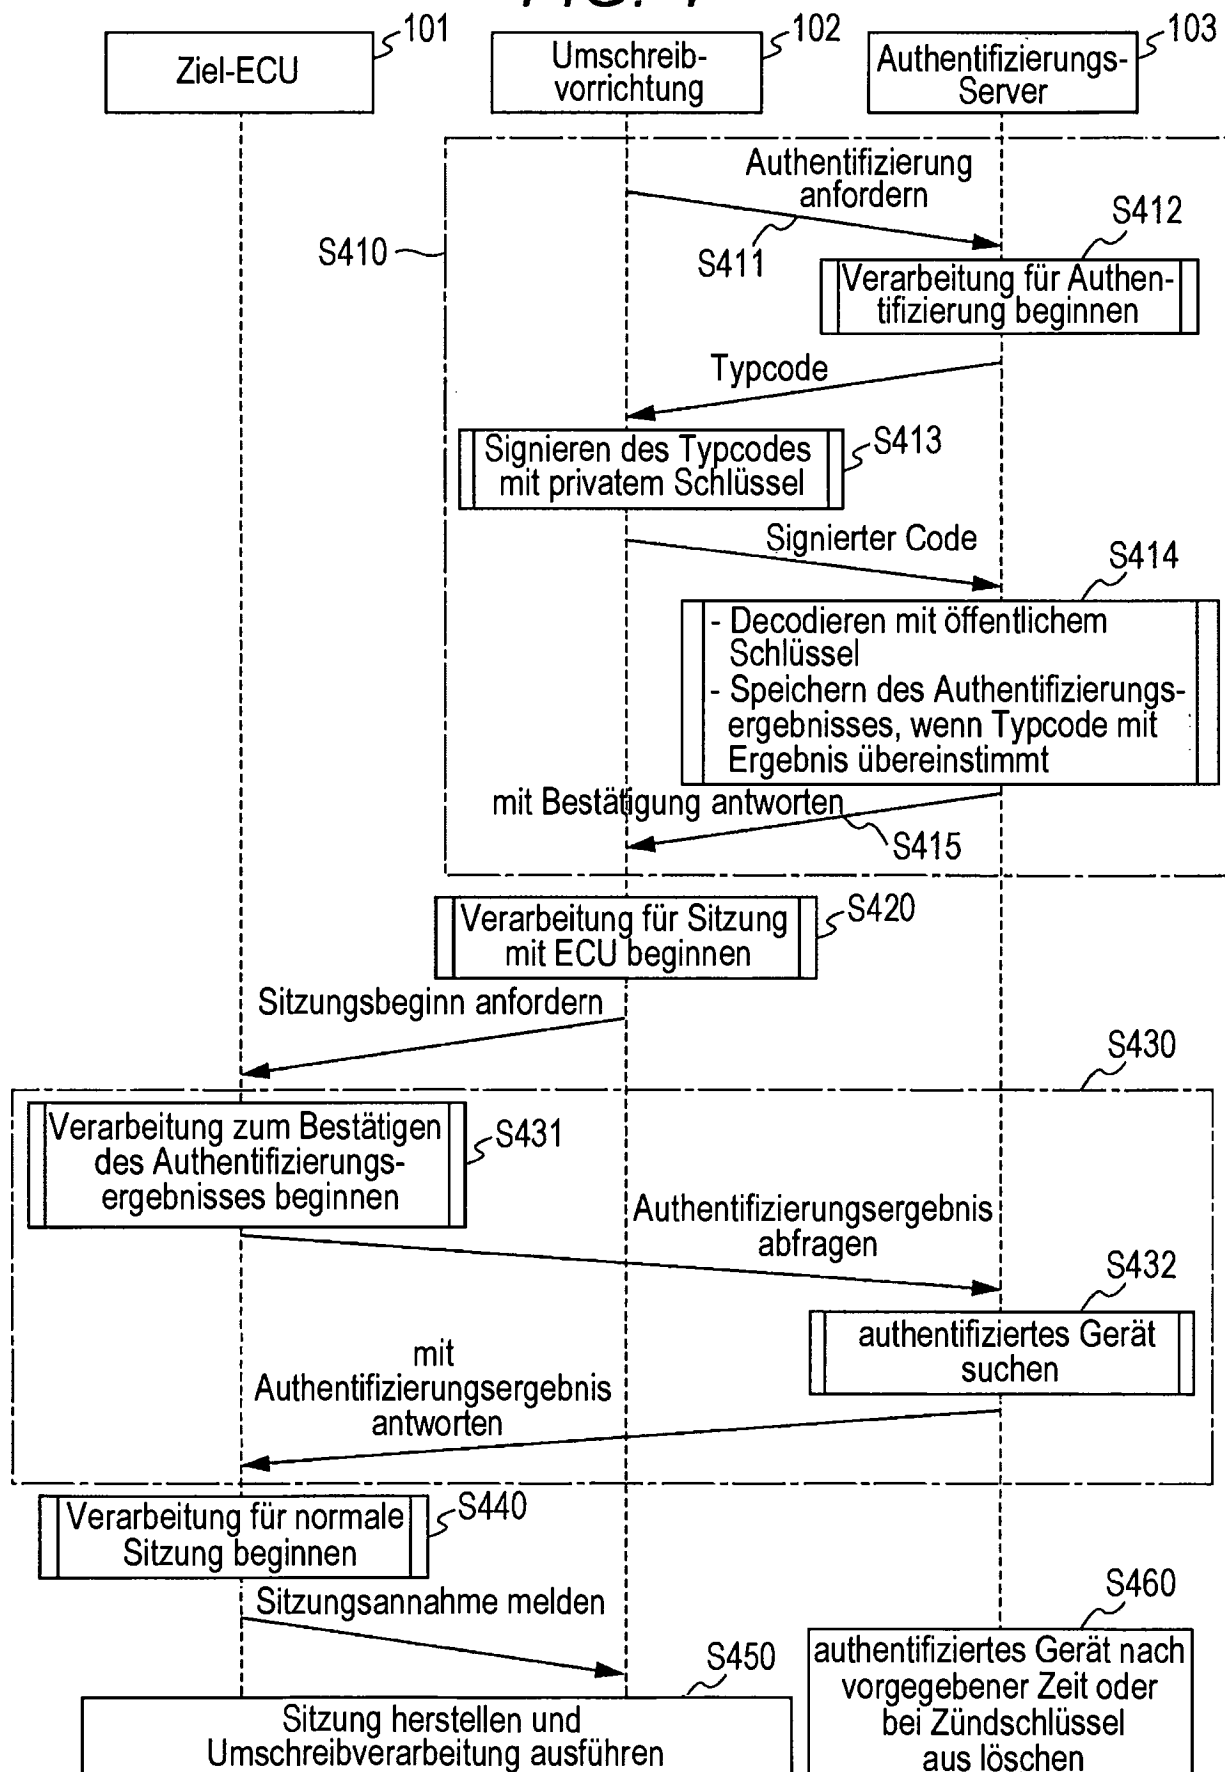 Ziel-ECU
101
Umschreib-
vorrichtung
102
Authentifizierungs-
Server
103
Authentifizierung
anfordern
S410
S411
S412
Verarbeitung für Authen-
tifizierung beginnen
Typcode
Signieren des Typcodes
mit privatem Schlüssel
S413
Signierter Code
S414
- Decodieren mit öffentlichem
Schlüssel
- Speichern des Authentifizierungs-
ergebnisses, wenn Typcode mit
Ergebnis übereinstimmt
mit Bestätigung antworten
S415
Verarbeitung für Sitzung
mit ECU beginnen
S420
Sitzungsbeginn anfordern
S430
Verarbeitung zum Bestätigen
des Authentifizierungs-
ergebnisses beginnen
S431
Authentifizierungsergebnis
abfragen
S432
authentifiziertes Gerät
suchen
mit
Authentifizierungsergebnis
antworten
Verarbeitung für normale
Sitzung beginnen
S440
Sitzungsannahme melden
S450
Sitzung herstellen und
Umschreibverarbeitung ausführen
S460
authentifiziertes Gerät nach
vorgegebener Zeit oder
bei Zündschlüssel
aus löschen